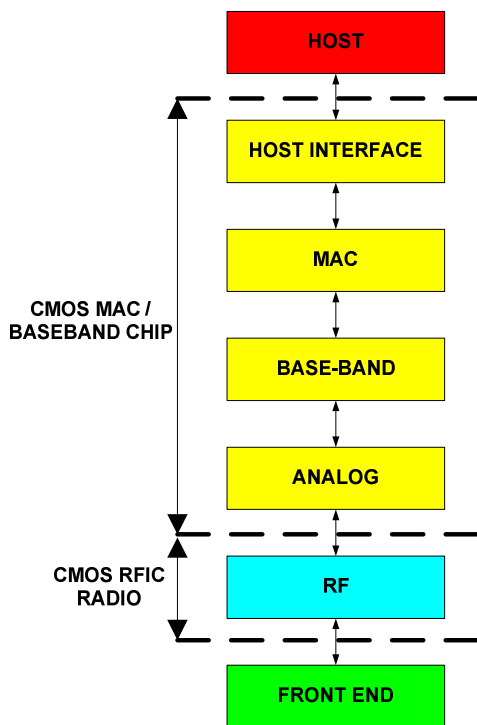 HOST
HOST INTERFACE
MAC
CMOS MAC /
BASEBAND CHIP
BASE-BAND
ANALOG
CMOS RFIC
RADIO
RF
FRONT END